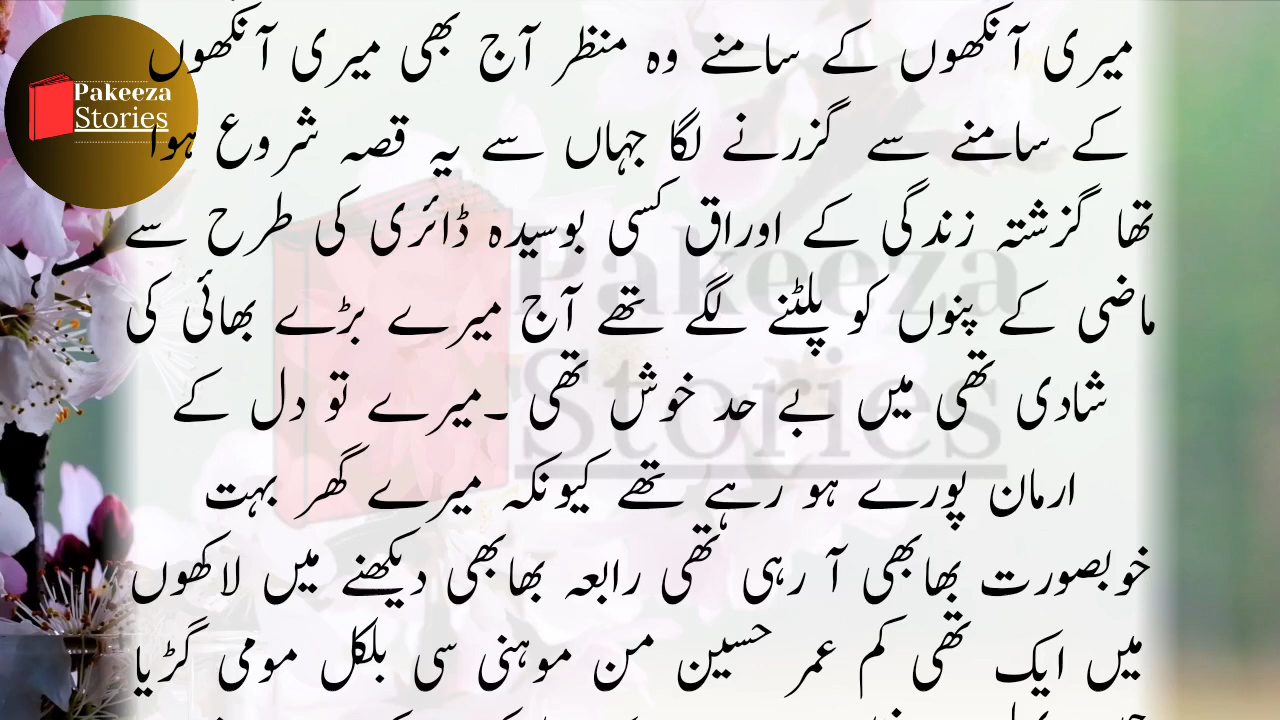 میری آنکھوں کے سامنے وہ منظر آج بھی میری آنکھوں
کے سامنے سے گزرنے لگا جہاں سے یہ قصہ شروع ہوا
تھا گزشتہ زندگی کے اوراق کسی بوسیدہ ڈائری کی طرح سے
ماضی کے پنوں کو پلٹنے لگے تھے آج میرے بڑے بھائی کی
شادی تھی میں بے حد خوش تھی ۔میرے تو دل کے
ارمان پورے ہو رہے تھے کیونکہ میرے گھر بہت
خوبصورت بھابھی آ رہی تھی رابعہ بھابھی دیکھنے میں لاکھوں
میں ایک تھی کم عمر حسین من موہنی سی بلکل مومی گڑیا
Pakeeza
Stories
Pakeeza
Stories